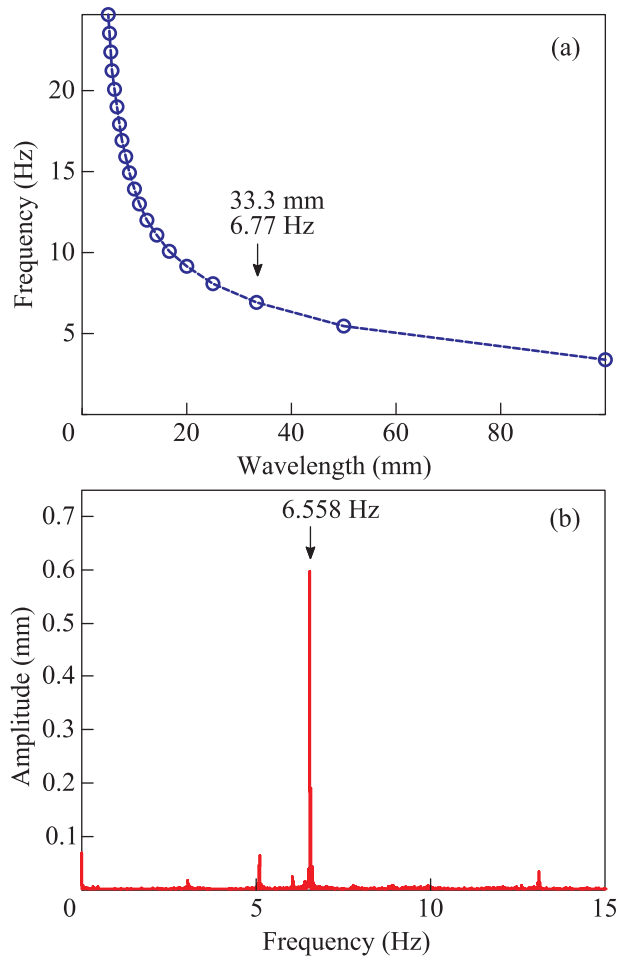 (a)
Frequency (Hz)
20
15
10
5
33.3 mm
6.77 Hz
0 20 40 60 80
Wavelength (mm)
(b)
6.558 Hz
Amplitude (mm)
0.7
0.6
0.5
0.4
0.3
0.2
0.1
0 5 10 15
Frequency (Hz)